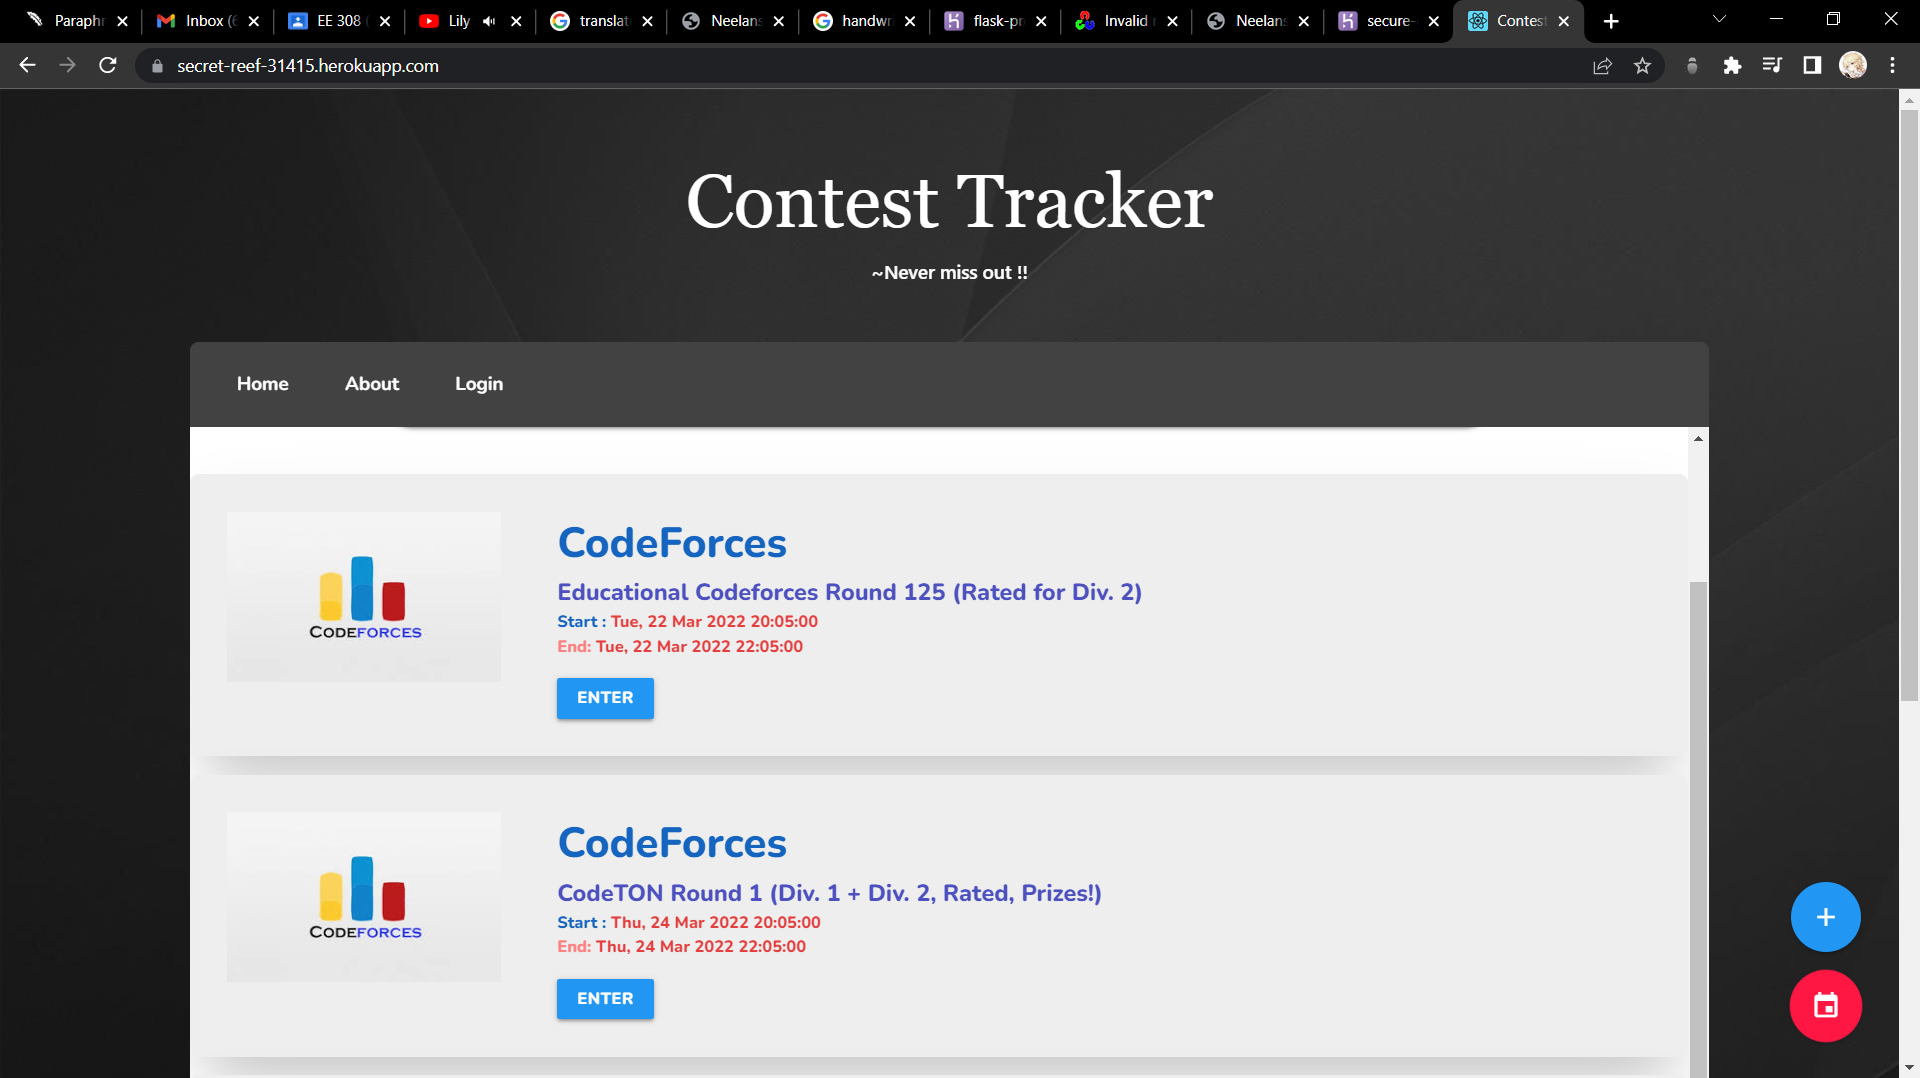 Paraphr
Inbox (6
EE 308 (
Lily
translat
Neelans
handwri
flask-pr
Invalid r
Neelans
secure-
Contest
secret-reef-31415.herokuapp.com
Contest Tracker
~Never miss out !!
Home
About
Login
CODEFORCES
CodeForces
Educational Codeforces Round 125 (Rated for Div. 2)
Start : Tue, 22 Mar 2022 20:05:00
End: Tue, 22 Mar 2022 22:05:00
ENTER
CODEFORCES
CodeForces
CodeTON Round 1 (Div. 1 + Div. 2, Rated, Prizes!)
Start : Thu, 24 Mar 2022 20:05:00
End: Thu, 24 Mar 2022 22:05:00
ENTER